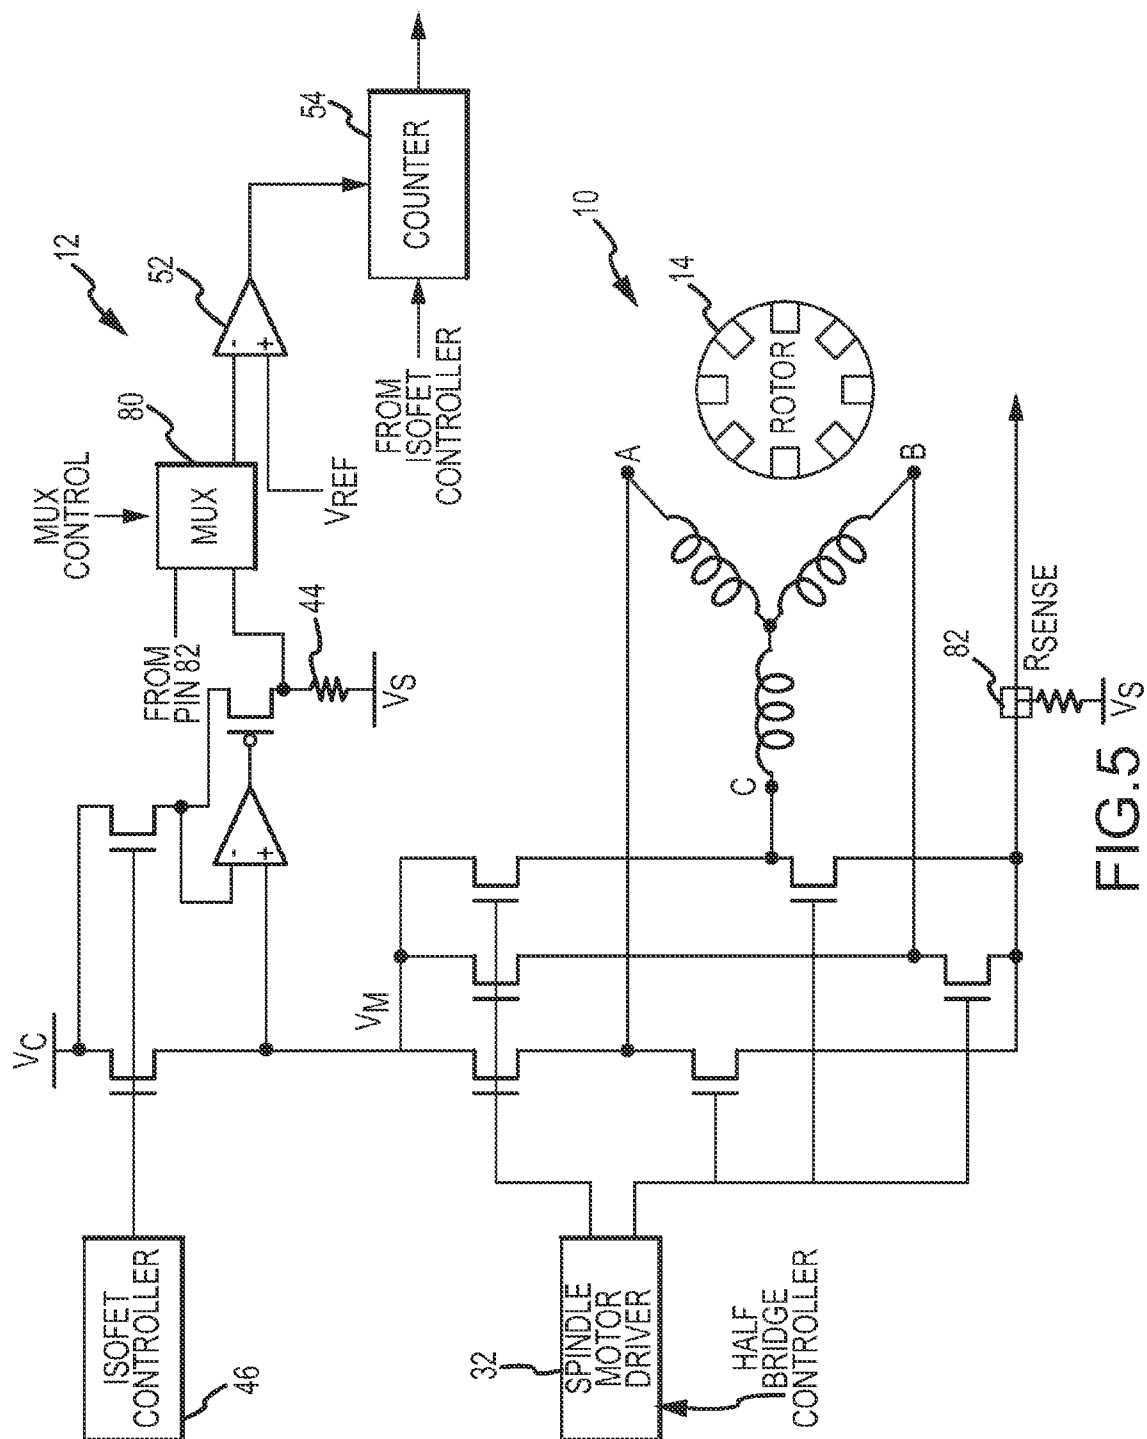 12
52
54
COUNTER
-
+
FROM
ISOFET
CONTROLLER
80
MUX
CONTROL
MUX
VREF
FROM
PIN 82
44
VS
-
+
VC
ISOFET
CONTROLLER
46
10
14
ROTOR
A
B
C
VM
82
RSENSE
VS
32
SPINDLE
MOTOR
DRIVER
HALF
BRIDGE
CONTROLLER
FIG.5